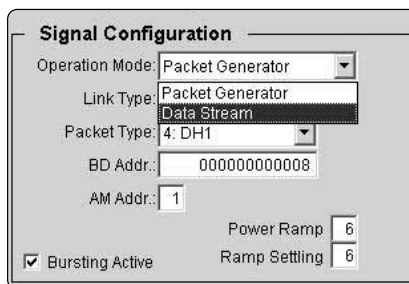 Signal Configuration
Operation Mode: Packet Generator
Link Type: Packet Generator
Data Stream
Packet Type: 4: DH1
BD Addr.: 000000000008
AM Addr.: 1
Power Ramp 6
Bursting Active Ramp Settling 6